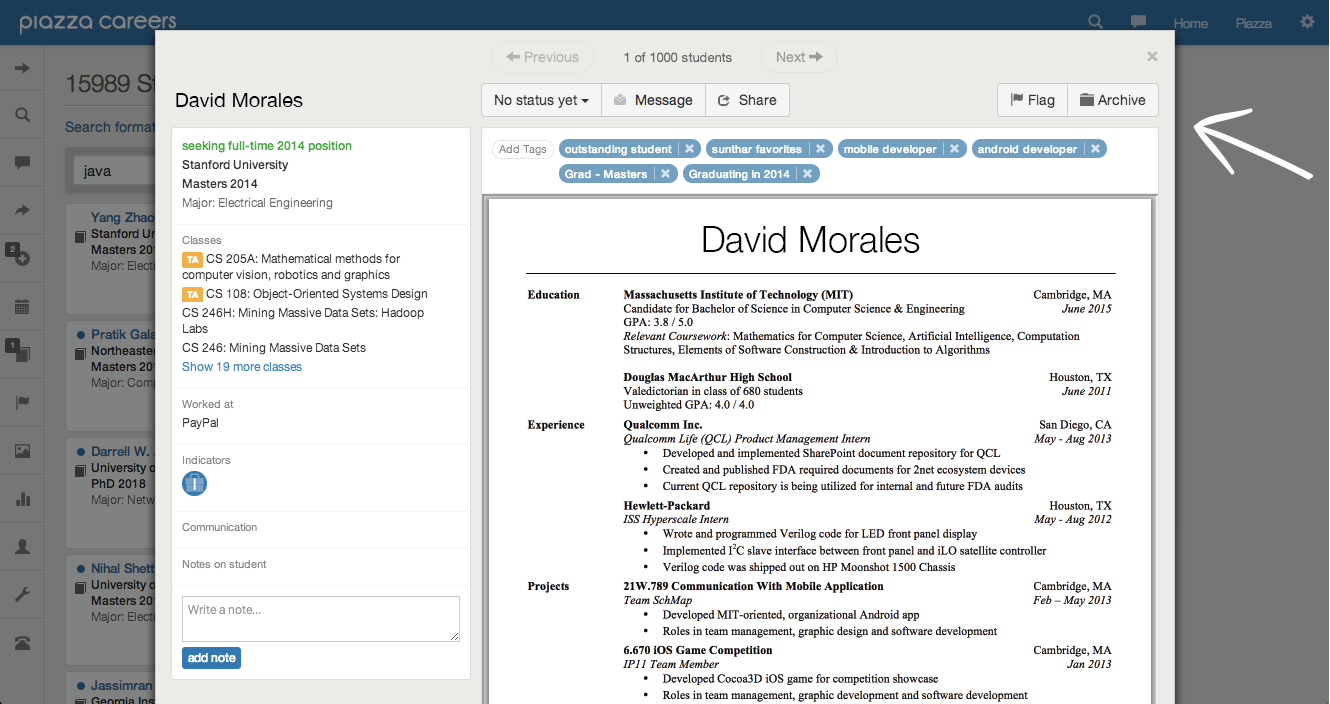 piazza careers
Home
Piazza
15989 St
Search format
java
Yang Zhao
Stanford Un
Masters 20
Major: Elect
Pratik Gala
Northeaster
Masters 20
Major: Com
Darrell W.
University o
PhD 2018
Major: Netw
Nihal Shett
University o
Masters 201
Major: Elect
Jassimran
Georgia Inst
2
1
Previous
1 of 1000 students
Next
×
David Morales
No status yet
Message
Share
Flag
Archive
seeking full-time 2014 position
Stanford University
Masters 2014
Major: Electrical Engineering
Classes
TA CS 205A: Mathematical methods for
computer vision, robotics and graphics
TA CS 108: Object-Oriented Systems Design
CS 246H: Mining Massive Data Sets: Hadoop
Labs
CS 246: Mining Massive Data Sets
Show 19 more classes
Worked at
PayPal
Indicators
I
Communication
Notes on student
Write a note...
add note
Add Tags
outstanding student ×
sunthar favorites ×
mobile developer ×
android developer ×
Grad - Masters ×
Graduating in 2014 ×
David Morales
Education
Massachusetts Institute of Technology (MIT) Cambridge, MA
Candidate for Bachelor of Science in Computer Science & Engineering June 2015
GPA: 3.8 / 5.0
Relevant Coursework: Mathematics for Computer Science, Artificial Intelligence, Computation
Structures, Elements of Software Construction & Introduction to Algorithms
Douglas MacArthur High School Houston, TX
Valedictorian in class of 680 students June 2011
Unweighted GPA: 4.0 / 4.0
Experience
Qualcomm Inc. San Diego, CA
Qualcomm Life (QCL) Product Management Intern May - Aug 2013
• Developed and implemented SharePoint document repository for QCL
• Created and published FDA required documents for 2net ecosystem devices
• Current QCL repository is being utilized for internal and future FDA audits
Hewlett-Packard Houston, TX
ISS Hyperscale Intern May - Aug 2012
• Wrote and programmed Verilog code for LED front panel display
• Implemented I²C slave interface between front panel and iLO satellite controller
• Verilog code was shipped out on HP Moonshot 1500 Chassis
Projects
21W.789 Communication With Mobile Application Cambridge, MA
Team SchMap Feb – May 2013
• Developed MIT-oriented, organizational Android app
• Roles in team management, graphic design and software development
6.670 iOS Game Competition Cambridge, MA
IP11 Team Member Jan 2013
• Developed Cocoa3D iOS game for competition showcase
• Roles in team management, graphic development and software development